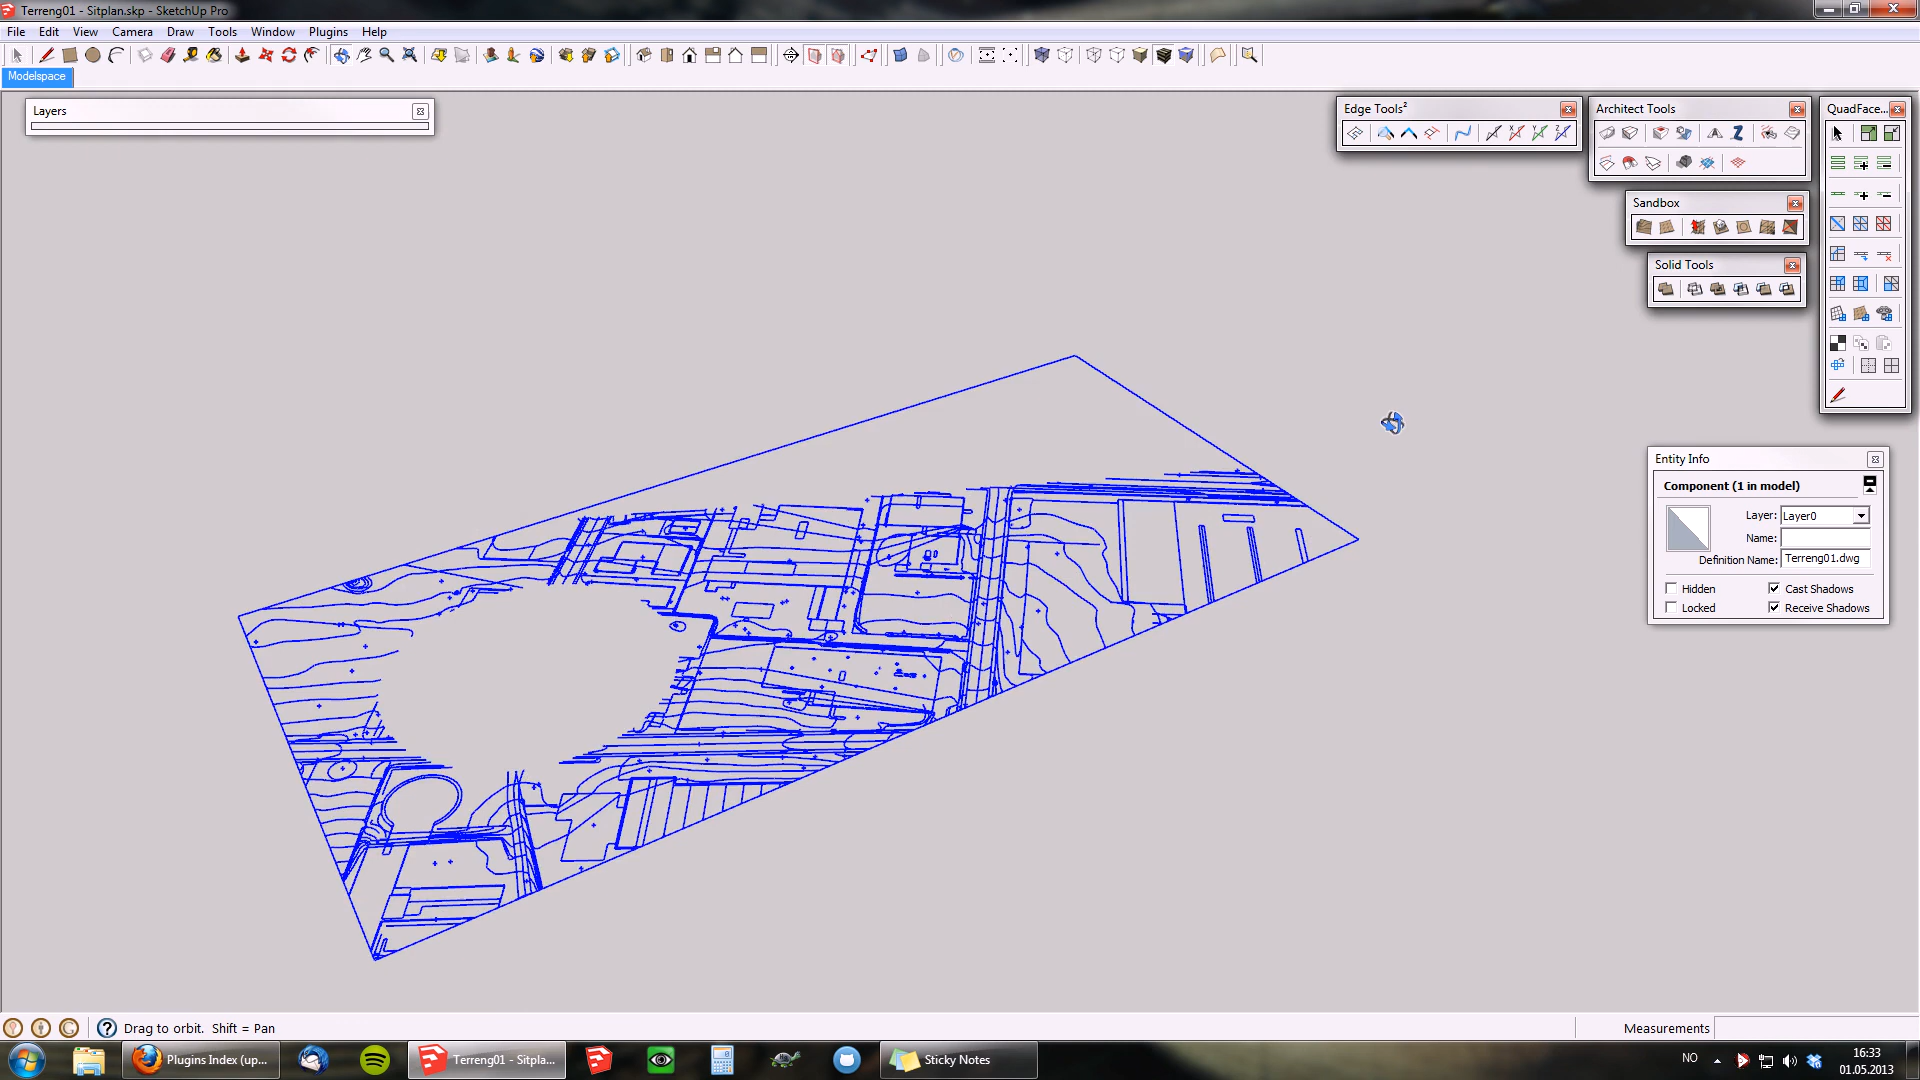 Terreng01 - Sitplan.skp - SketchUp Pro
File Edit View Camera Draw Tools Window Plugins Help
Modelspace
Layers
Edge Tools²
Architect Tools
QuadFace...
Sandbox
Solid Tools
Entity Info
Component (1 in model)
Layer: Layer0
Name:
Definition Name: Terreng01.dwg
Hidden Cast Shadows
Locked Receive Shadows
Drag to orbit. Shift = Pan
Measurements
Plugins Index (up...
Terreng01 - Sitpla...
Sticky Notes
NO
16:33
01.05.2013